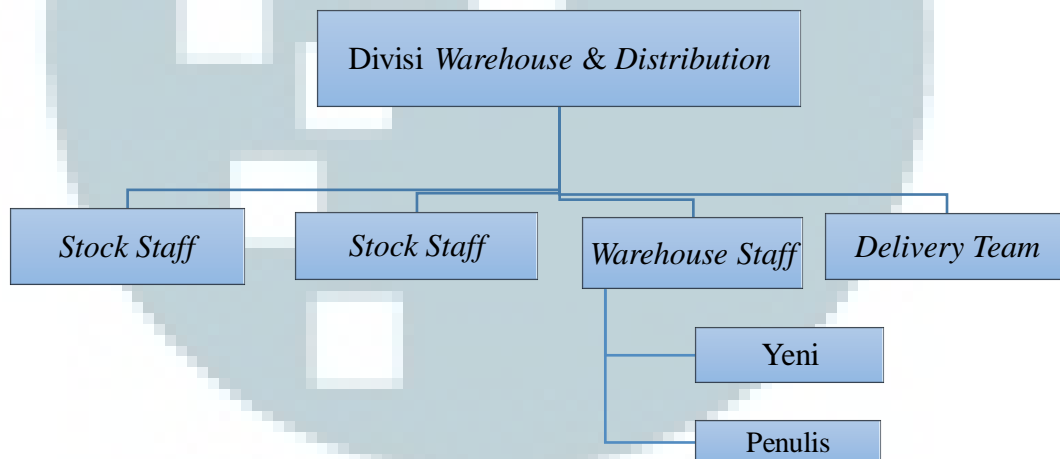 Divisi Warehouse & Distribution
Stock Staff
Stock Staff
Warehouse Staff
Delivery Team
Yeni
Penulis